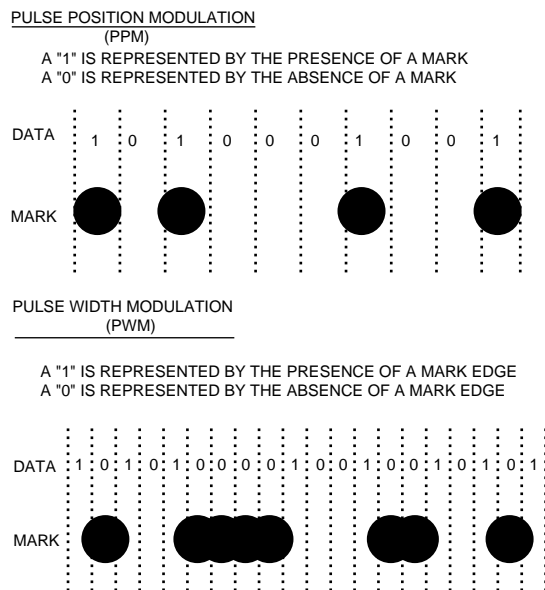 PULSE POSITION MODULATION
(PPM)
A "1" IS REPRESENTED BY THE PRESENCE OF A MARK
A "0" IS REPRESENTED BY THE ABSENCE OF A MARK
DATA 1 0 1 0 0 0 1 0 0 1
MARK
PULSE WIDTH MODULATION
(PWM)
A "1" IS REPRESENTED BY THE PRESENCE OF A MARK EDGE
A "0" IS REPRESENTED BY THE ABSENCE OF A MARK EDGE
DATA 1 0 1 0 1 0 0 0 0 1 0 0 1 0 0 1 0 1 0 1
MARK